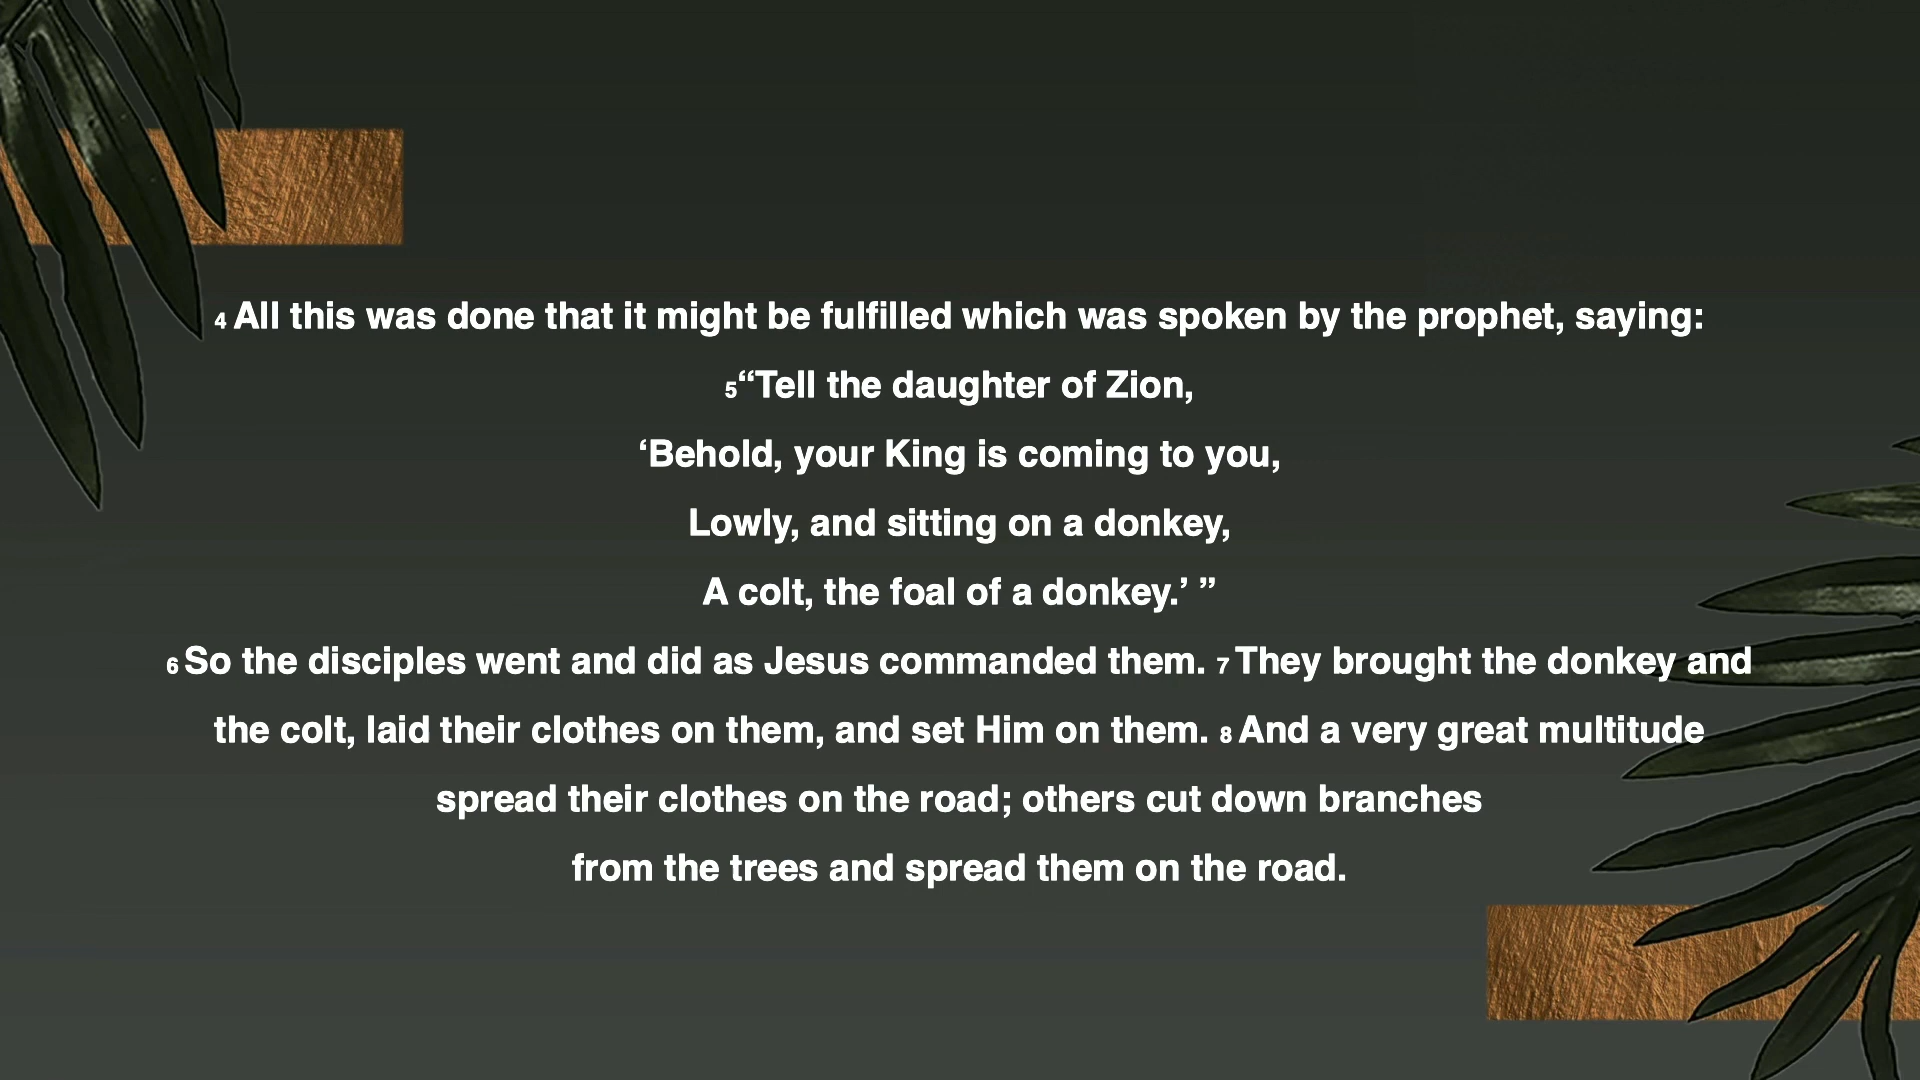 4 All this was done that it might be fulfilled which was spoken by the prophet, saying:
5“Tell the daughter of Zion,
‘Behold, your King is coming to you,
Lowly, and sitting on a donkey,
A colt, the foal of a donkey.’ ”
6 So the disciples went and did as Jesus commanded them. 7 They brought the donkey and
the colt, laid their clothes on them, and set Him on them. 8 And a very great multitude
spread their clothes on the road; others cut down branches
from the trees and spread them on the road.